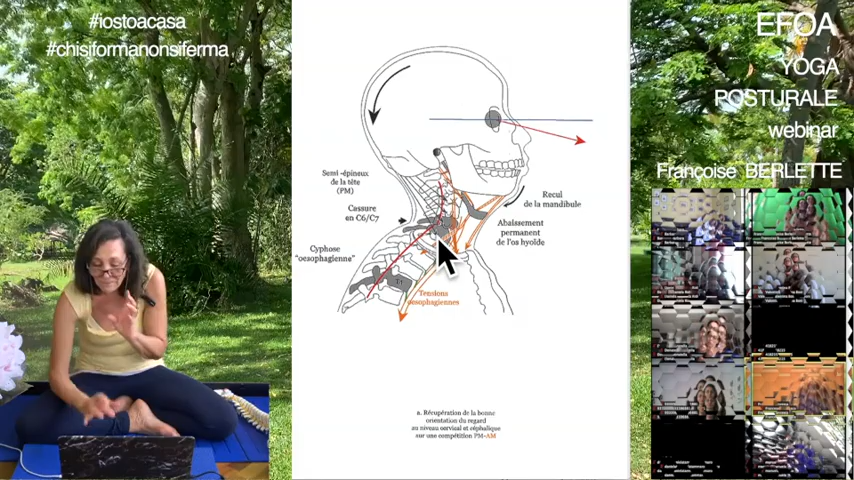 #iostoacasa
#chisiformanonsiferma
EFOA
YOGA
POSTURALE
webinar
Françoise BERLETTE
Semi -épineux
de la tête
(PM)
Cassure
en C6/C7
Cyphose
"oesophagienne"
Recul
de la mandibule
Abaissement
permanent
de l'os hyoïde
Tensions
oesophagiennes
a. Récupération de la bonne
orientation du regard
au niveau cervical et céphalique
sur une compétition PM-AM